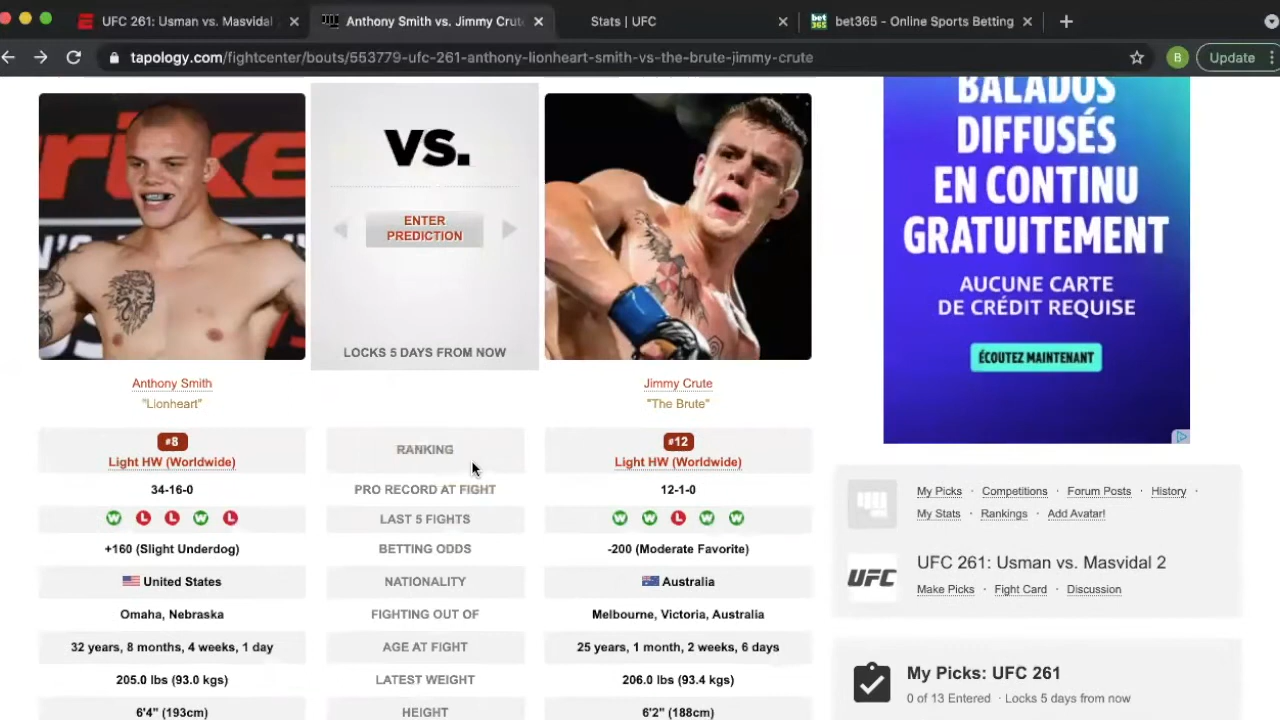 UFC 261: Usman vs. Masvidal
Anthony Smith vs. Jimmy Crute
Stats | UFC
bet365 - Online Sports Betting
tapology.com/fightcenter/bouts/553779-ufc-261-anthony-lionheart-smith-vs-the-brute-jimmy-crute
B
Update
VS.
ENTER
PREDICTION
LOCKS 5 DAYS FROM NOW
BALADOS
DIFFUSÉS
EN CONTINU
GRATUITEMENT
AUCUNE CARTE
DE CRÉDIT REQUISE
ÉCOUTEZ MAINTENANT
Anthony Smith
"Lionheart"
Jimmy Crute
"The Brute"
#8
Light HW (Worldwide)
RANKING
#12
Light HW (Worldwide)
34-16-0
PRO RECORD AT FIGHT
12-1-0
W L L W L
LAST 5 FIGHTS
W W L W W
+160 (Slight Underdog)
BETTING ODDS
-200 (Moderate Favorite)
United States
NATIONALITY
Australia
Omaha, Nebraska
FIGHTING OUT OF
Melbourne, Victoria, Australia
32 years, 8 months, 4 weeks, 1 day
AGE AT FIGHT
25 years, 1 month, 2 weeks, 6 days
205.0 lbs (93.0 kgs)
LATEST WEIGHT
206.0 lbs (93.4 kgs)
6'4" (193cm)
HEIGHT
6'2" (188cm)
My Picks · Competitions · Forum Posts · History ·
My Stats · Rankings · Add Avatar!
UFC
UFC 261: Usman vs. Masvidal 2
Make Picks · Fight Card · Discussion
My Picks: UFC 261
0 of 13 Entered · Locks 5 days from now